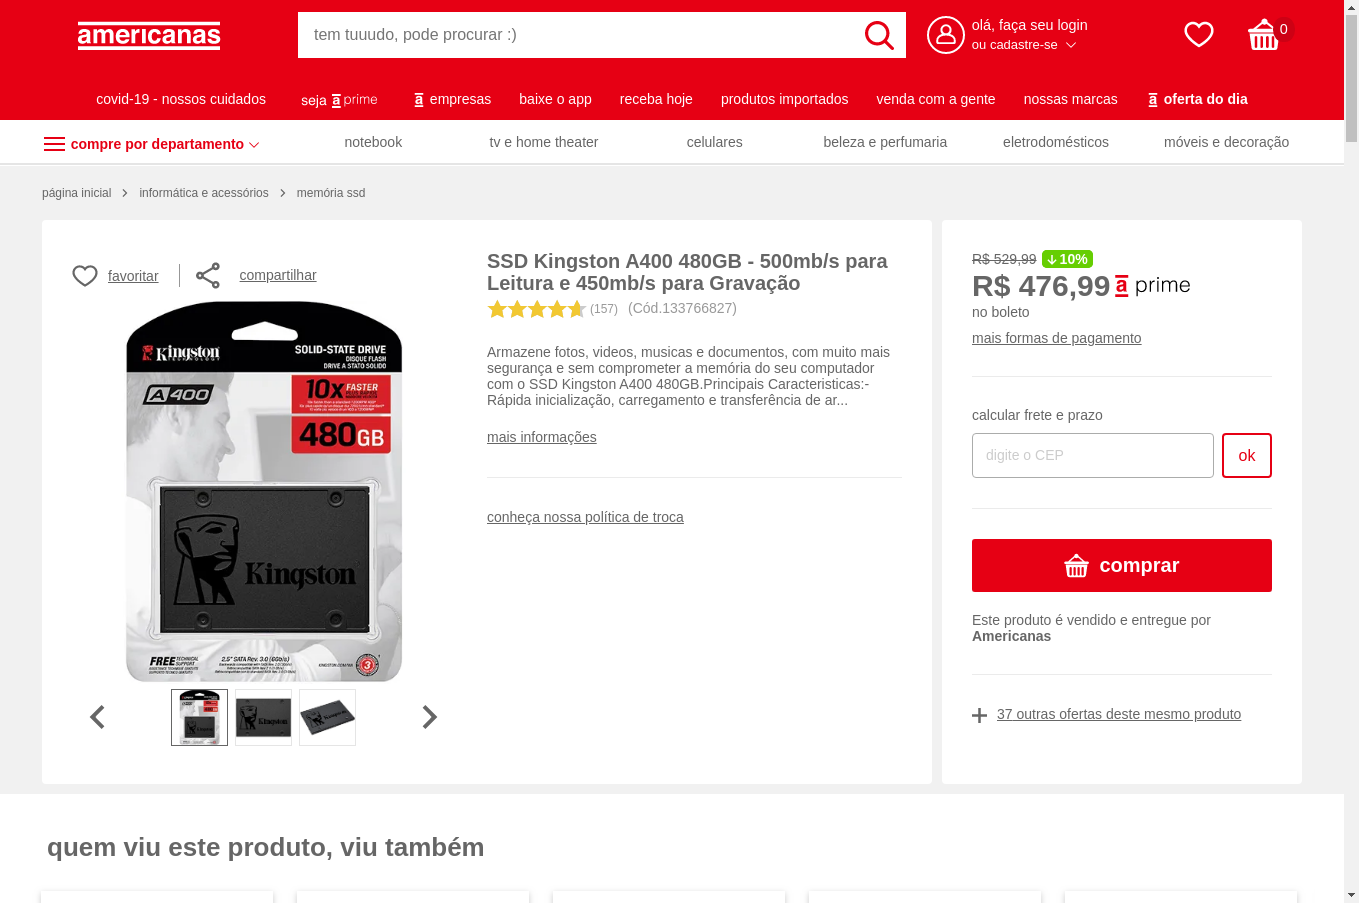 americanas
tem tuuudo, pode procurar :)
olá, faça seu login
ou cadastre-se
0
covid-19 - nossos cuidados
seja a prime
a empresas
baixe o app
receba hoje
produtos importados
venda com a gente
nossas marcas
a oferta do dia
compre por departamento
notebook
tv e home theater
celulares
beleza e perfumaria
eletrodomésticos
móveis e decoração
página inicial
informática e acessórios
memória ssd
favoritar
compartilhar
Kingston
TECHNOLOGY
SOLID-STATE DRIVE
DISQUE FLASH
DRIVE A STATO SOLIDO
A400
10x FASTER
480GB
Kingston
FREE TECHNICAL SUPPORT
2.5" SATA Rev. 3.0 (6Gb/s)
3
SSD Kingston A400 480GB - 500mb/s para
Leitura e 450mb/s para Gravação
(157)
(Cód.133766827)
Armazene fotos, videos, musicas e documentos, com muito mais
segurança e sem comprometer a memória do seu computador
com o SSD Kingston A400 480GB.Principais Caracteristicas:-
Rápida inicialização, carregamento e transferência de ar...
mais informações
conheça nossa política de troca
R$ 529,99
10%
R$ 476,99
a prime
no boleto
mais formas de pagamento
calcular frete e prazo
digite o CEP
ok
comprar
Este produto é vendido e entregue por
Americanas
37 outras ofertas deste mesmo produto
quem viu este produto, viu também